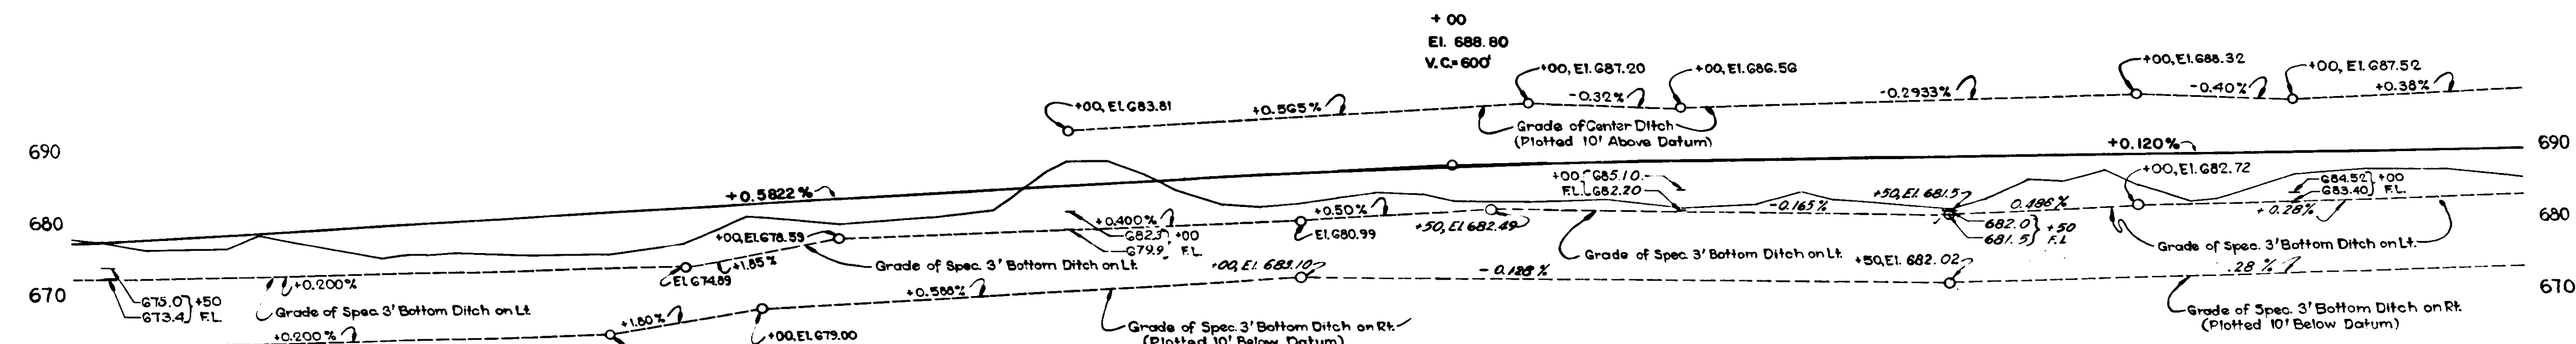 + 00
El. 688.80
V.C.= 600'
+00, El. 683.81
+0.565%
+00, El. 687.20
-0.32%
+00, El. 686.56
-0.2933%
+00, El. 688.32
-0.40%
+00, El. 687.52
+0.38%
Grade of Center Ditch
(Plotted 10' Above Datum)
690
+0.120%
690
+0.5822%
+00 685.10
F.L. 682.20
+50, El. 681.5
+00, El. 682.72
684.52 +00
683.40 F.L.
680
+00, El. 678.59
+0.400%
682.3 +00
679.9 F.L.
+0.50%
El. 680.99
+50, El. 682.49
-0.165%
0.486%
682.0 +50
681.5 F.L
+0.28%
680
+1.85%
El. 674.89
Grade of Spec. 3' Bottom Ditch on Lt.
Grade of Spec. 3' Bottom Ditch on Lt.
Grade of Spec. 3' Bottom Ditch on Lt.
670
675.0 +50
673.4 F.L.
+0.200%
Grade of Spec. 3' Bottom Ditch on Lt.
+0.588%
+00, El. 683.10
-0.128%
+50, El. 682.02
.28%
670
+0.200%
+1.80%
+00, El. 679.00
Grade of Spec. 3' Bottom Ditch on Rt.
(Plotted 10' Below Datum)
Grade of Spec. 3' Bottom Ditch on Rt.
(Plotted 10' Below Datum)